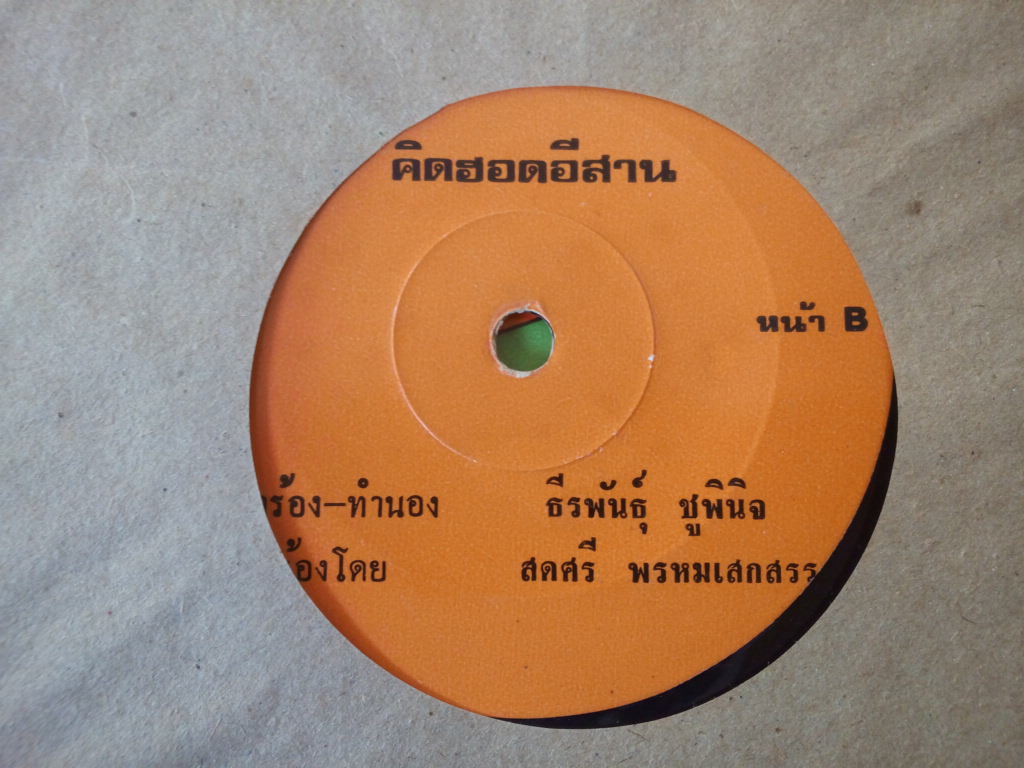 คิดฮอดอีสาน
หน้า B
ร้อง-ทำนอง ธีรพันธุ์ ชูพินิจ
ร้องโดย สดศรี พรหมเสกสรร